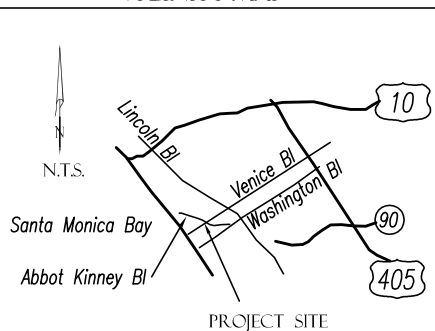 10
Lincoln Bl
N
N.T.S.
Venice Bl
Washington Bl
Santa Monica Bay
90
Abbot Kinney Bl
405
PROJECT SITE